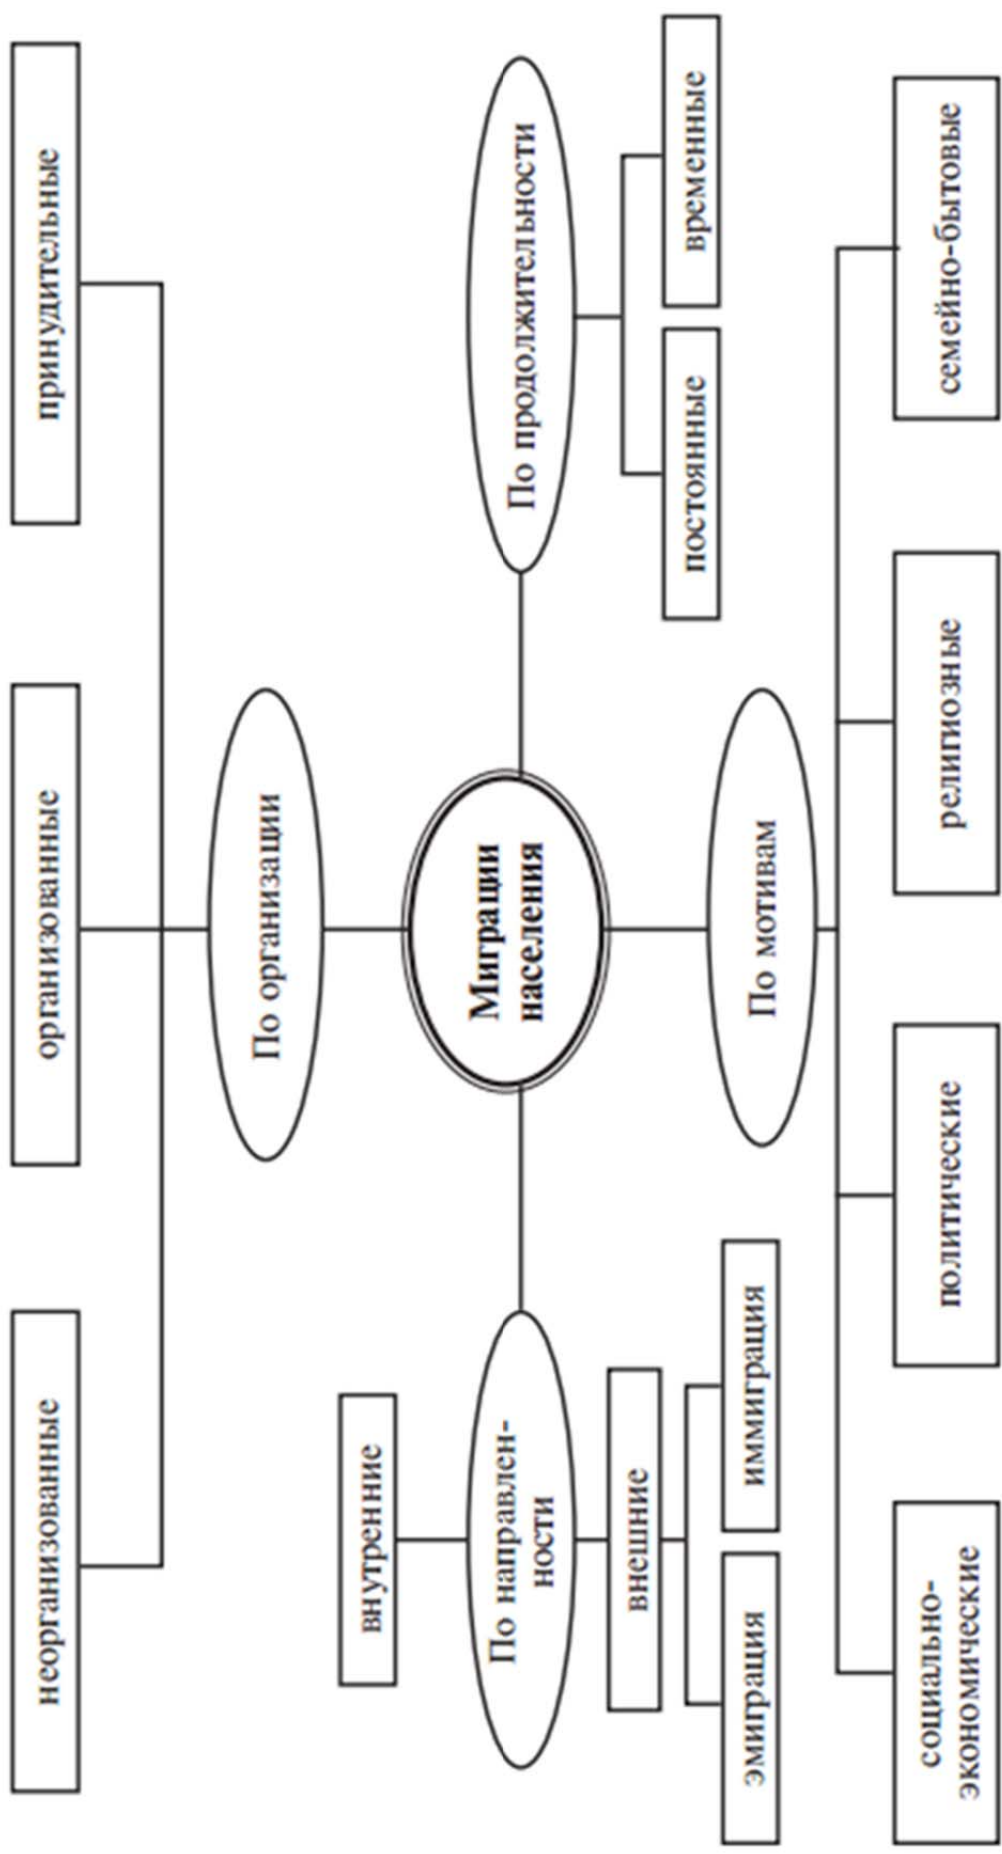 неорганизованные
организованные
принудительные
По организации
внутренние
По направлен-
ности
Миграции
населения
По продолжительности
внешние
постоянные
временные
эмиграция
иммиграция
По мотивам
социально-
экономические
политические
религиозные
семейно-бытовые